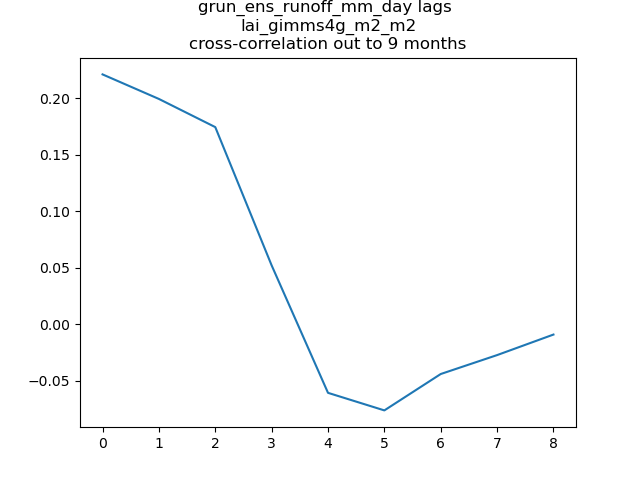 grun_ens_runoff_mm_day lags
lai_gimms4g_m2_m2
cross-correlation out to 9 months
0.20
0.15
0.10
0.05
0.00
−0.05
0 1 2 3 4 5 6 7 8